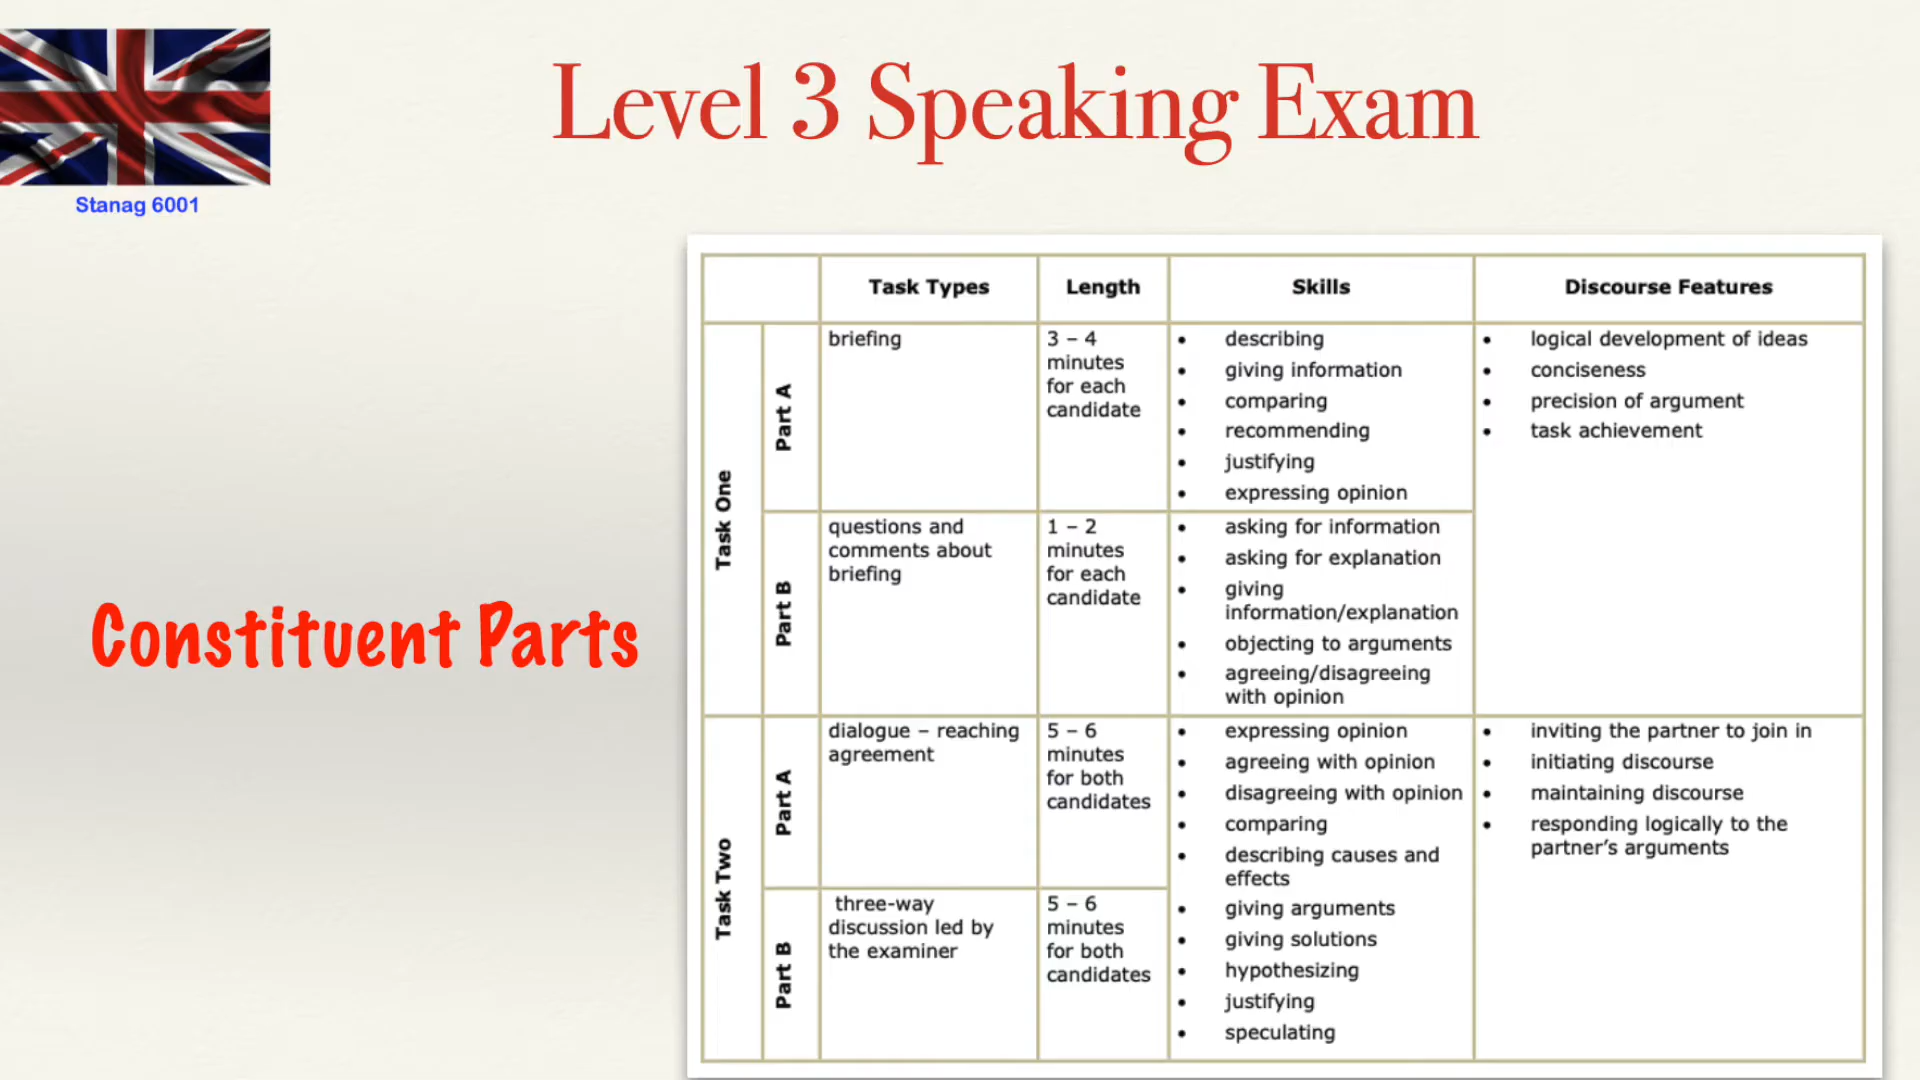 Level 3 Speaking Exam
Stanag 6001
Constituent Parts
Task Types
Length
Skills
Discourse Features
Task One
Part A
briefing
3 – 4
minutes
for each
candidate
• describing
• giving information
• comparing
• recommending
• justifying
• expressing opinion
• logical development of ideas
• conciseness
• precision of argument
• task achievement
Part B
questions and
comments about
briefing
1 – 2
minutes
for each
candidate
• asking for information
• asking for explanation
• giving
information/explanation
• objecting to arguments
• agreeing/disagreeing
with opinion
Task Two
Part A
dialogue – reaching
agreement
5 – 6
minutes
for both
candidates
• expressing opinion
• agreeing with opinion
• disagreeing with opinion
• comparing
• describing causes and
effects
• giving arguments
• giving solutions
• hypothesizing
• justifying
• speculating
• inviting the partner to join in
• initiating discourse
• maintaining discourse
• responding logically to the
partner’s arguments
Part B
three-way
discussion led by
the examiner
5 – 6
minutes
for both
candidates